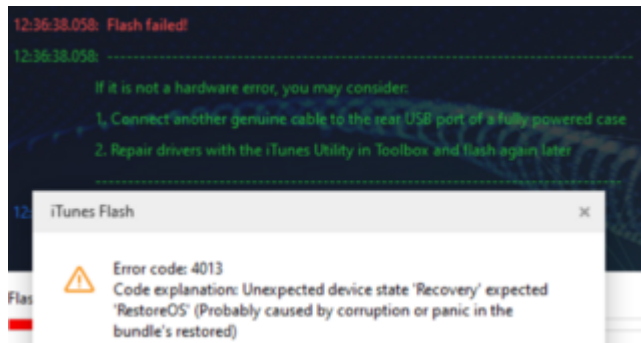 12:36:38.058: Flash failed!
12:36:38.058: ----------------------------------------------------------------
If it is not a hardware error, you may consider:
1. Connect another genuine cable to the rear USB port of a fully powered case
2. Repair drivers with the iTunes Utility in Toolbox and flash again later
----------------------------------------------------------------
12:
iTunes Flash
Error code: 4013
Code explanation: Unexpected device state 'Recovery' expected
Flas
'RestoreOS' (Probably caused by corruption or panic in the
bundle's restored)